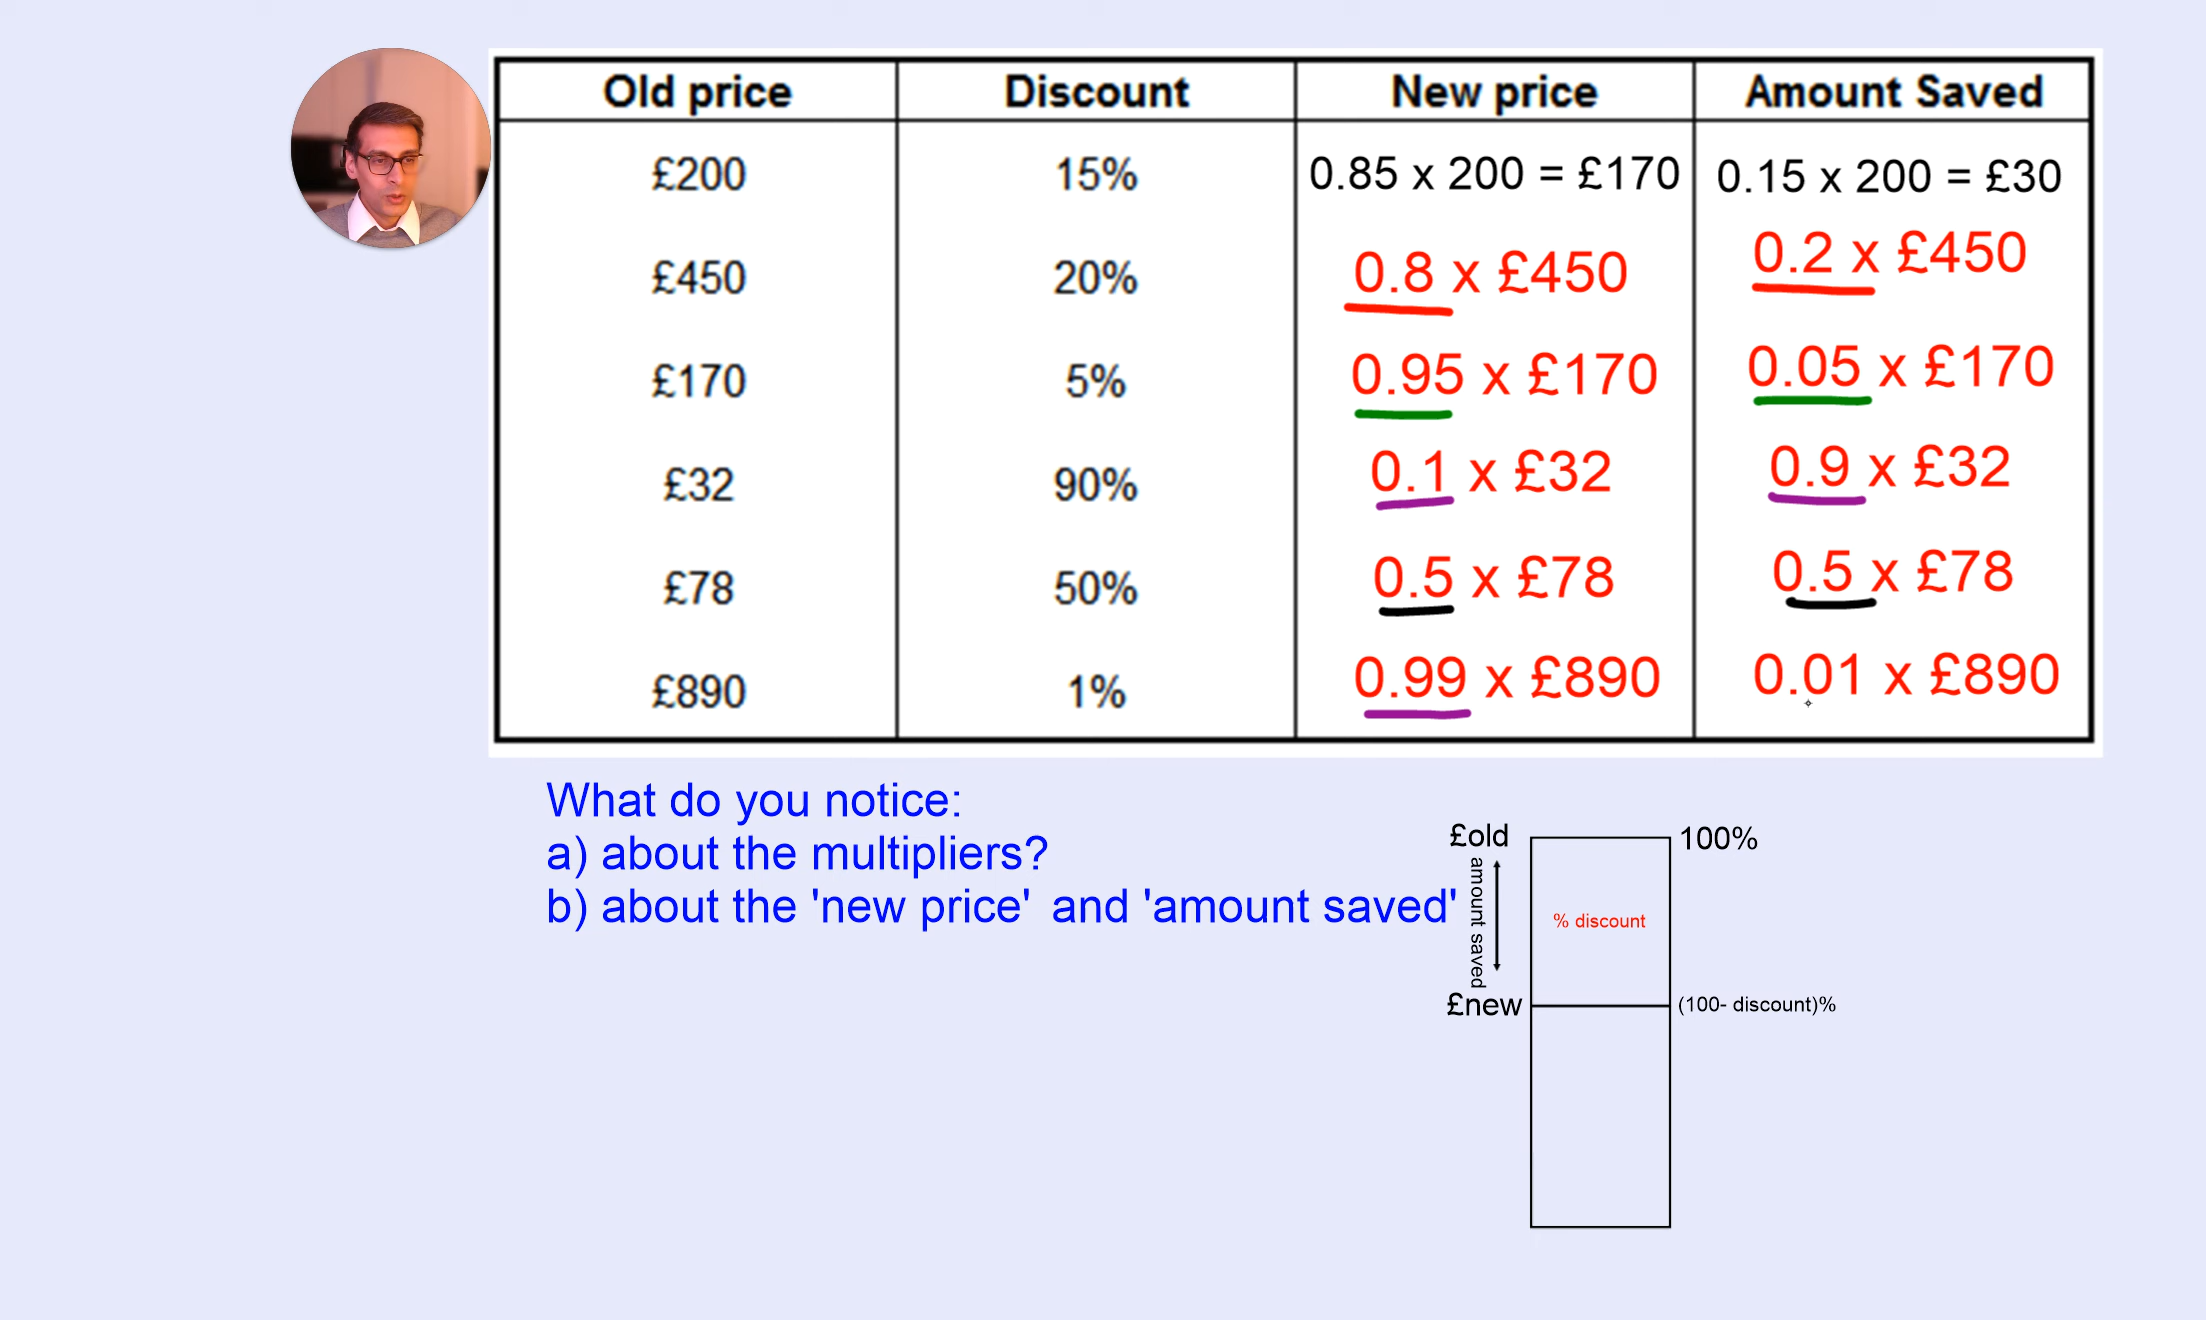 Old price Discount New price Amount Saved
£200 15% 0.85 x 200 = £170 0.15 x 200 = £30
£450 20% 0.8 x £450 0.2 x £450
£170 5% 0.95 x £170 0.05 x £170
£32 90% 0.1 x £32 0.9 x £32
£78 50% 0.5 x £78 0.5 x £78
£890 1% 0.99 x £890 0.01 x £890
What do you notice:
a) about the multipliers?
b) about the 'new price' and 'amount saved'
£old 100%
amount saved
% discount
£new (100- discount)%